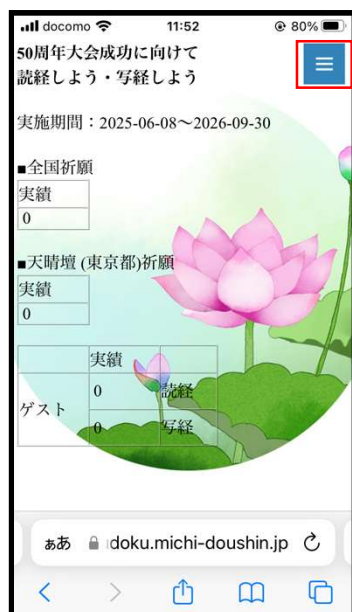 docomo 11:52 80%
50周年大会成功に向けて
読経しよう・写経しよう
実施期間：2025-06-08～2026-09-30
■全国祈願
実績
0
■天晴壇 (東京都)祈願
実績
0
実績
ゲスト 0 読経
0 写経
ぁあ doku.michi-doushin.jp